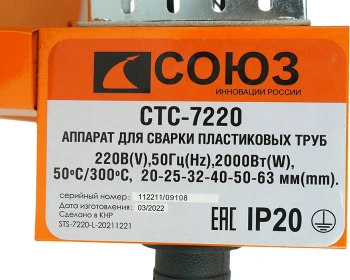 СОЮЗ
ИННОВАЦИИ РОССИИ
СТС-7220
АППАРАТ ДЛЯ СВАРКИ ПЛАСТИКОВЫХ ТРУБ
220В(V),50Гц(Hz),2000Вт(W),
50°C/300°C, 20-25-32-40-50-63 мм(mm).
серийный номер: 112211/09108
Дата изготовления: 03/2022
Сделано в КНР
STS-7220-L-20211221
EAC IP20